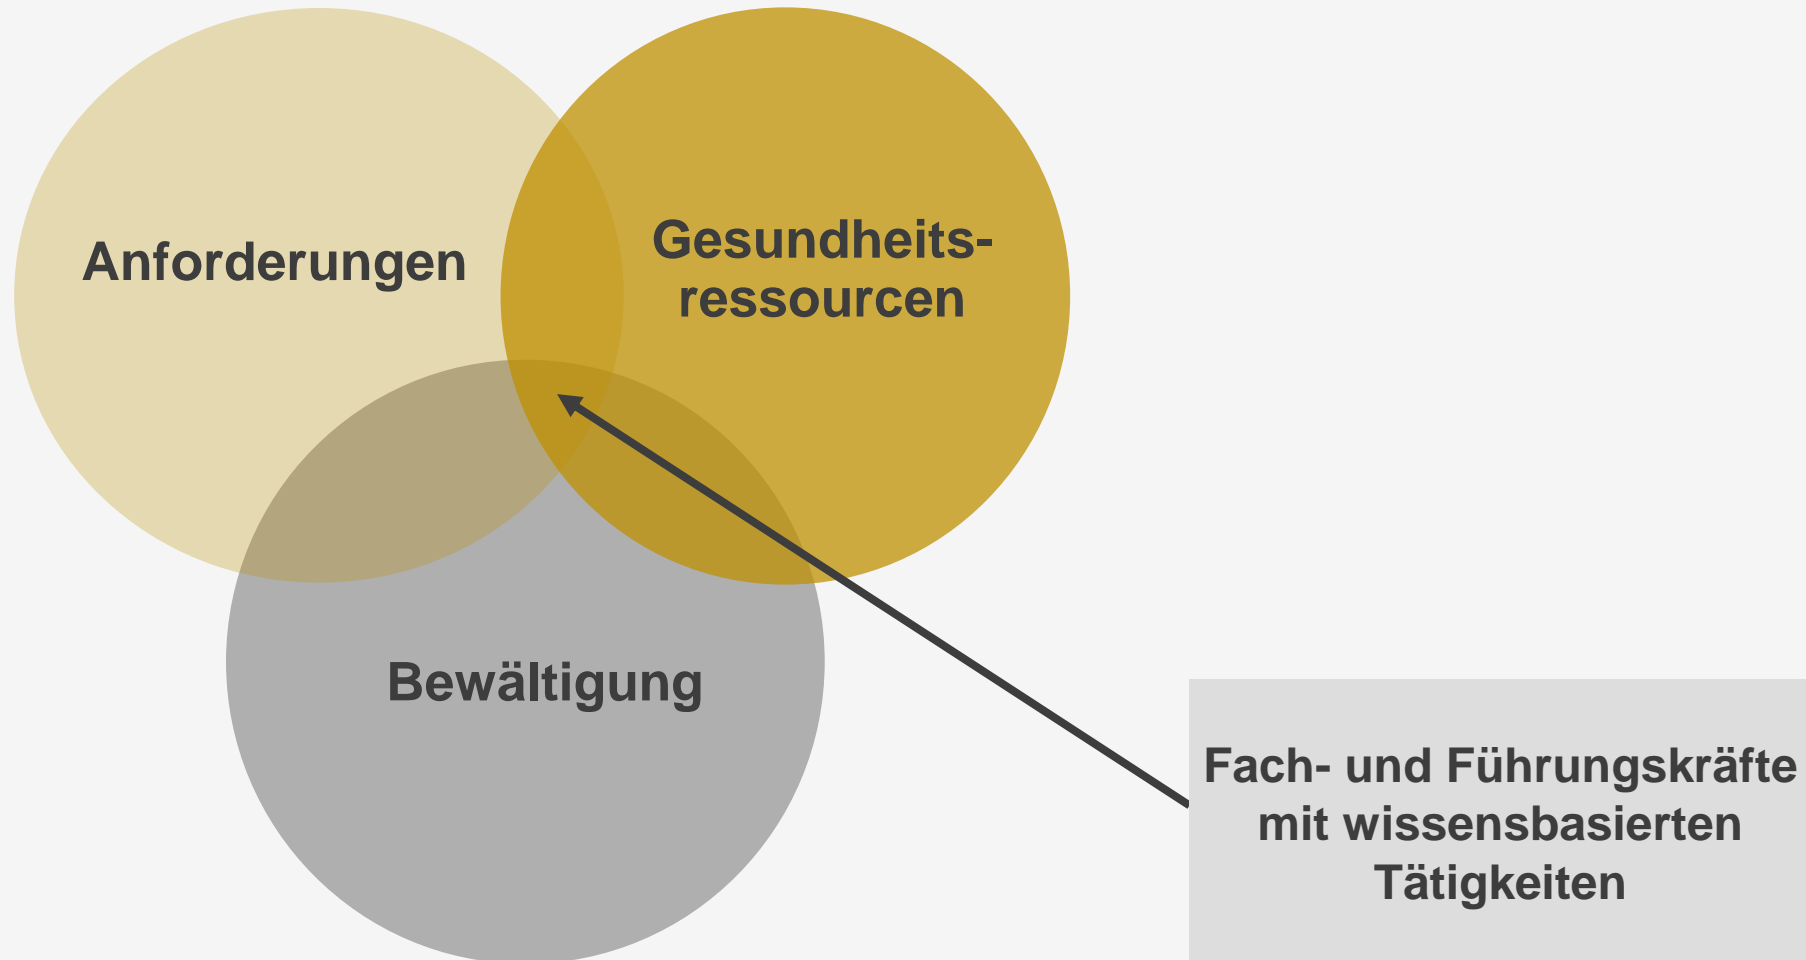 Anforderungen
Gesundheits-
ressourcen
Bewältigung
Fach- und Führungskräfte
mit wissensbasierten
Tätigkeiten